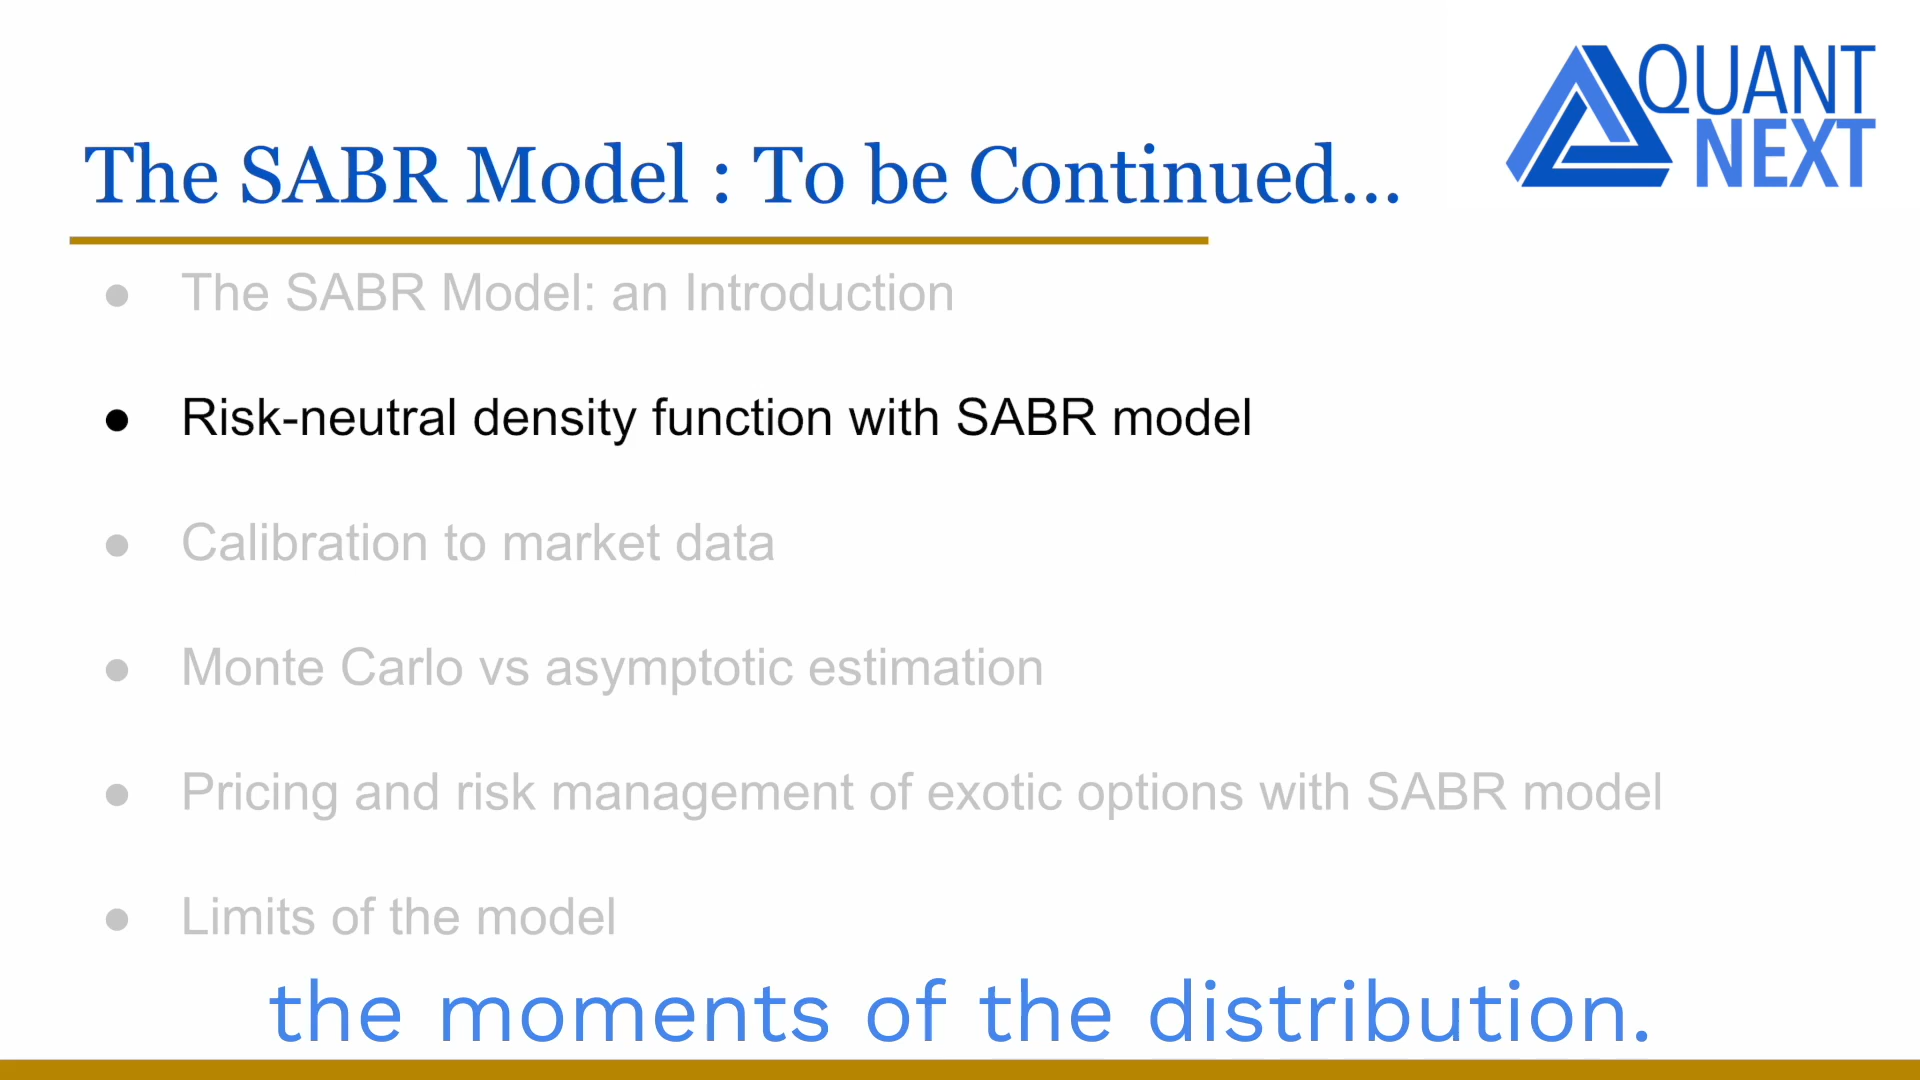 QUANT
NEXT
The SABR Model : To be Continued...
● The SABR Model: an Introduction
● Risk-neutral density function with SABR model
● Calibration to market data
● Monte Carlo vs asymptotic estimation
● Pricing and risk management of exotic options with SABR model
● Limits of the model
the moments of the distribution.